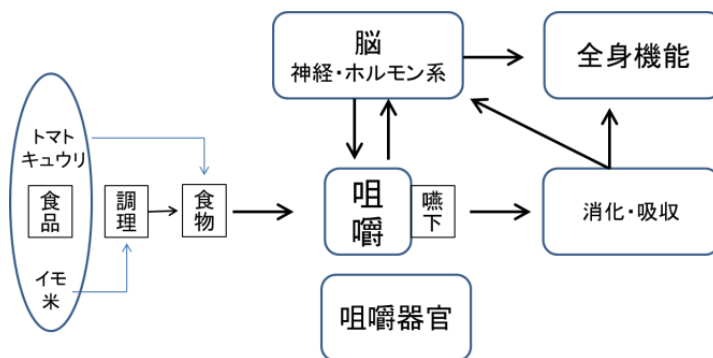 脳
神経・ホルモン系
全身機能
トマト
キュウリ
食品
イモ
米
調理
食物
咀嚼
嚥下
消化・吸収
咀嚼器官